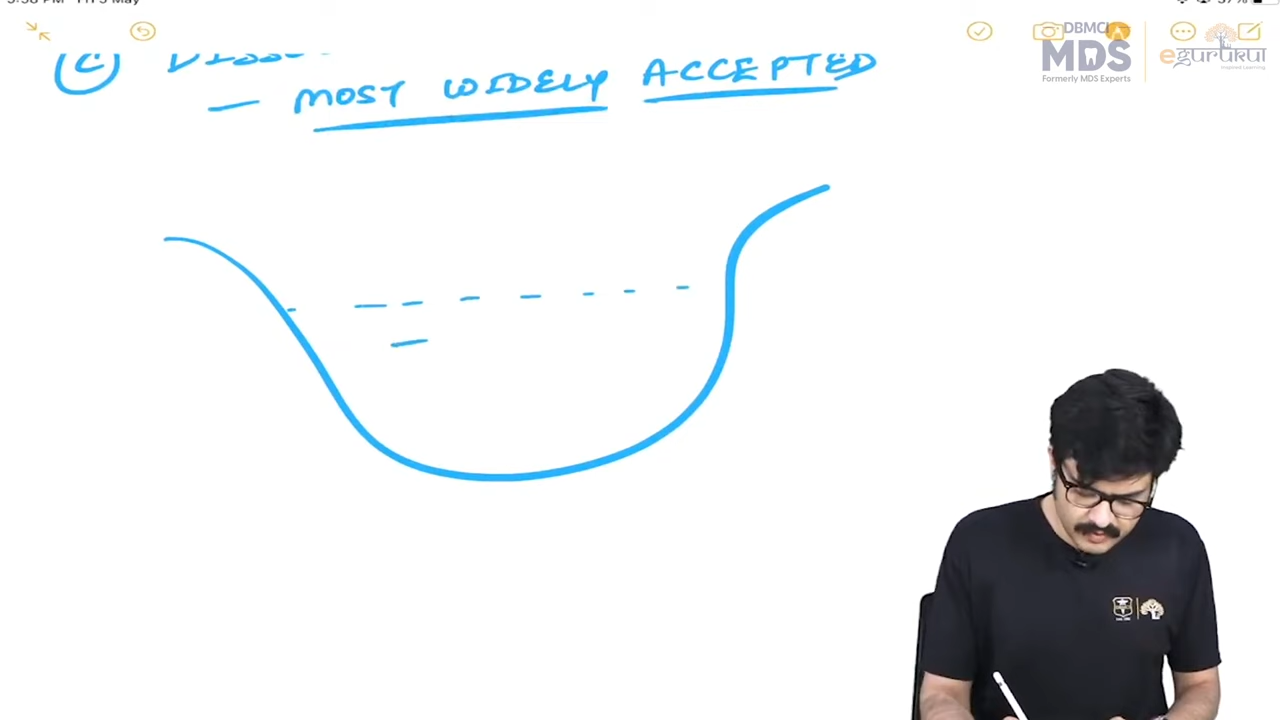 DBMCI
MDS
Formerly MDS Experts
egurukul
C
— MOST WIDELY ACCEPTED